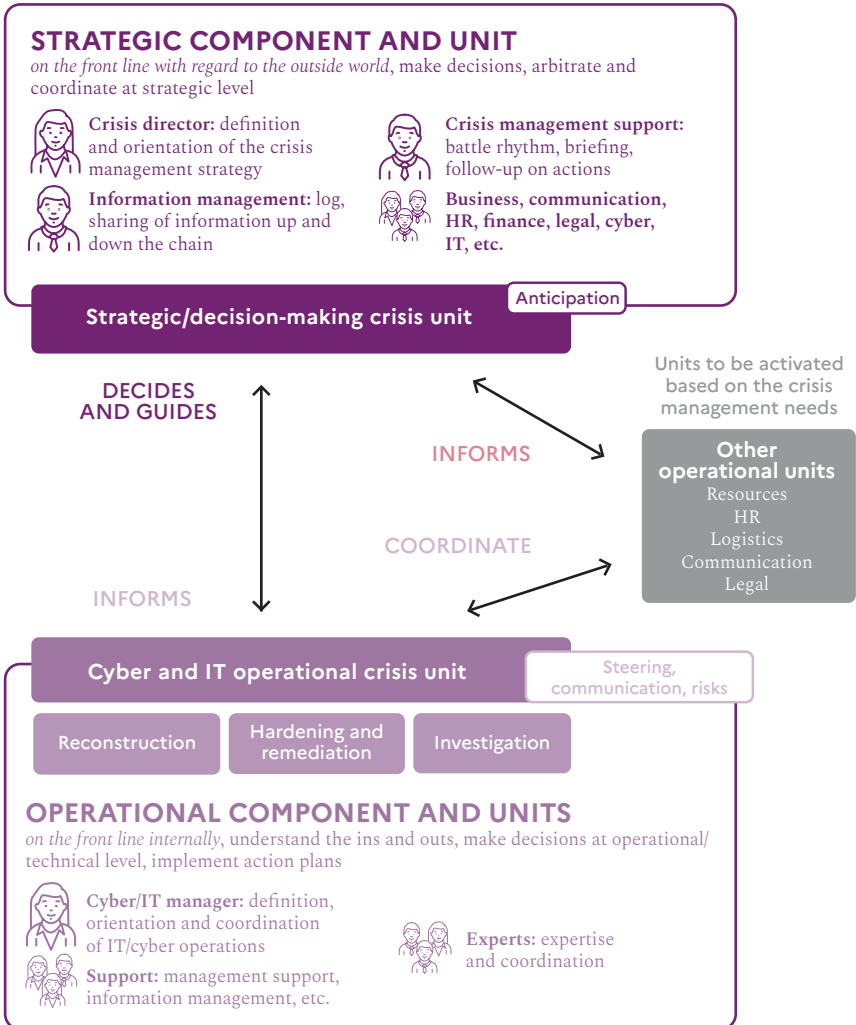 STRATEGIC COMPONENT AND UNIT
on the front line with regard to the outside world, make decisions, arbitrate and
coordinate at strategic level
Crisis director: definition
and orientation of the crisis
management strategy
Crisis management support:
battle rhythm, briefing,
follow-up on actions
Information management: log,
sharing of information up and
down the chain
Business, communication,
HR, finance, legal, cyber,
IT, etc.
Anticipation
Strategic/decision-making crisis unit
DECIDES
AND GUIDES
INFORMS
Units to be activated
based on the crisis
management needs
Other
operational units
Resources
HR
Logistics
Communication
Legal
COORDINATE
INFORMS
Cyber and IT operational crisis unit
Steering,
communication, risks
Reconstruction
Hardening and
remediation
Investigation
OPERATIONAL COMPONENT AND UNITS
on the front line internally, understand the ins and outs, make decisions at operational/
technical level, implement action plans
Cyber/IT manager: definition,
orientation and coordination
of IT/cyber operations
Experts: expertise
and coordination
Support: management support,
information management, etc.